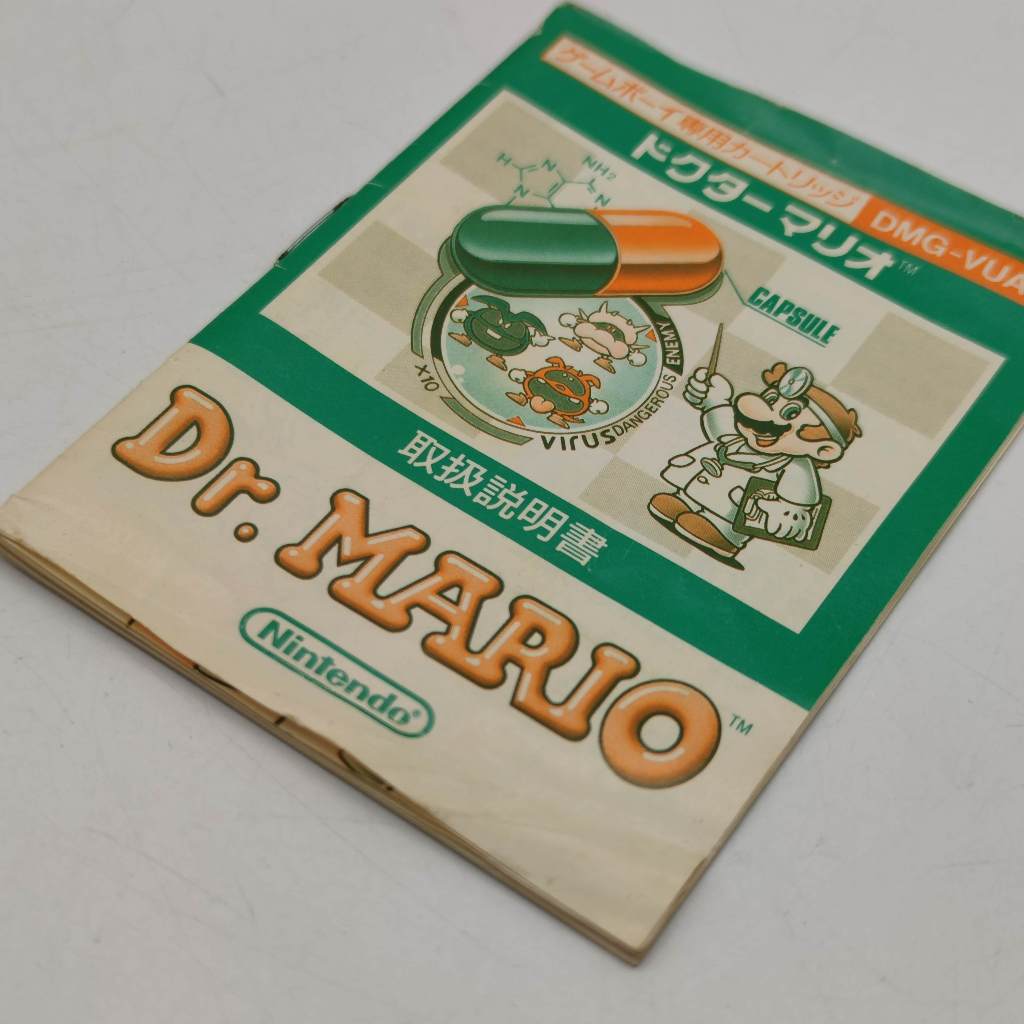 ゲームボーイ専用カートリッジ DMG-VUA
ドクターマリオ™
H N NH2
N N
CAPSULE
X10
VIRUS DANGEROUS ENEMY
取扱説明書
Dr. MARIO™
Nintendo®